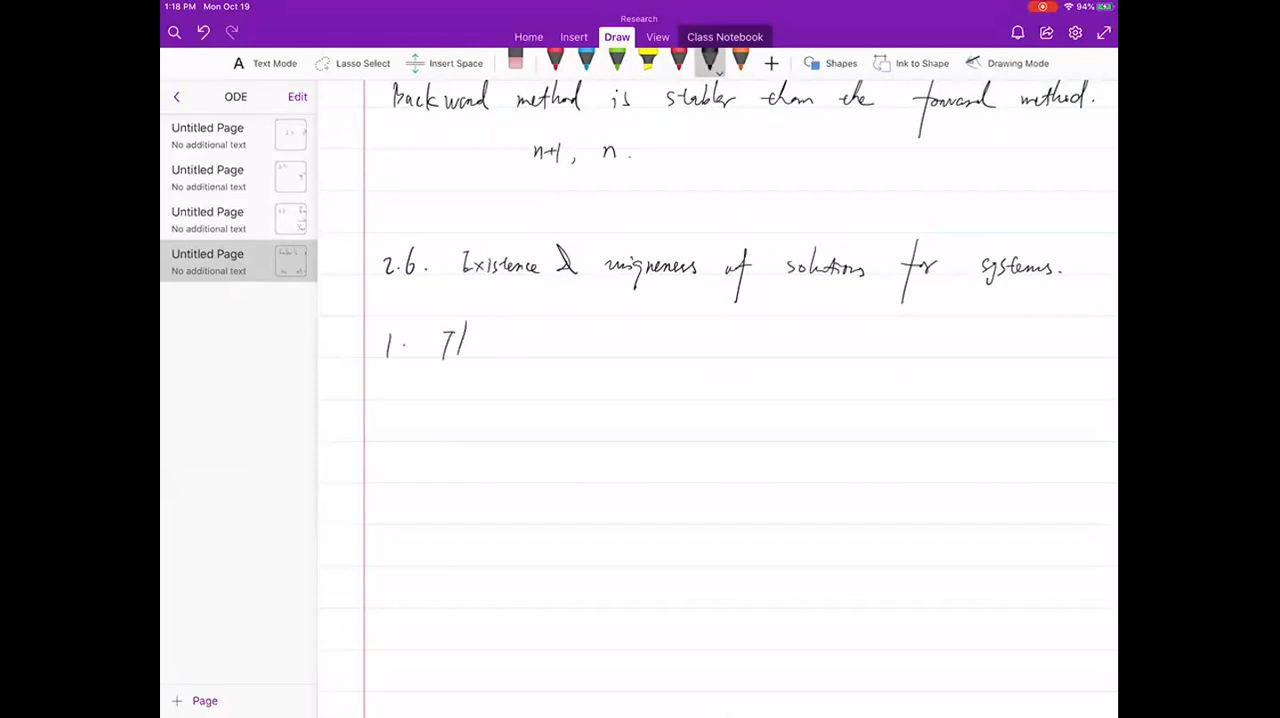 1:18 PM Mon Oct 19
94%
Research
Home Insert Draw View Class Notebook
A Text Mode Lasso Select Insert Space Shapes Ink to Shape Drawing Mode
ODE Edit
Untitled Page
No additional text
Untitled Page
No additional text
Untitled Page
No additional text
Untitled Page
No additional text
Page
Backward method is stabler than the forward method.
n+1, n.
2.6. Existence & uniqeness of solutions for systems.
1.